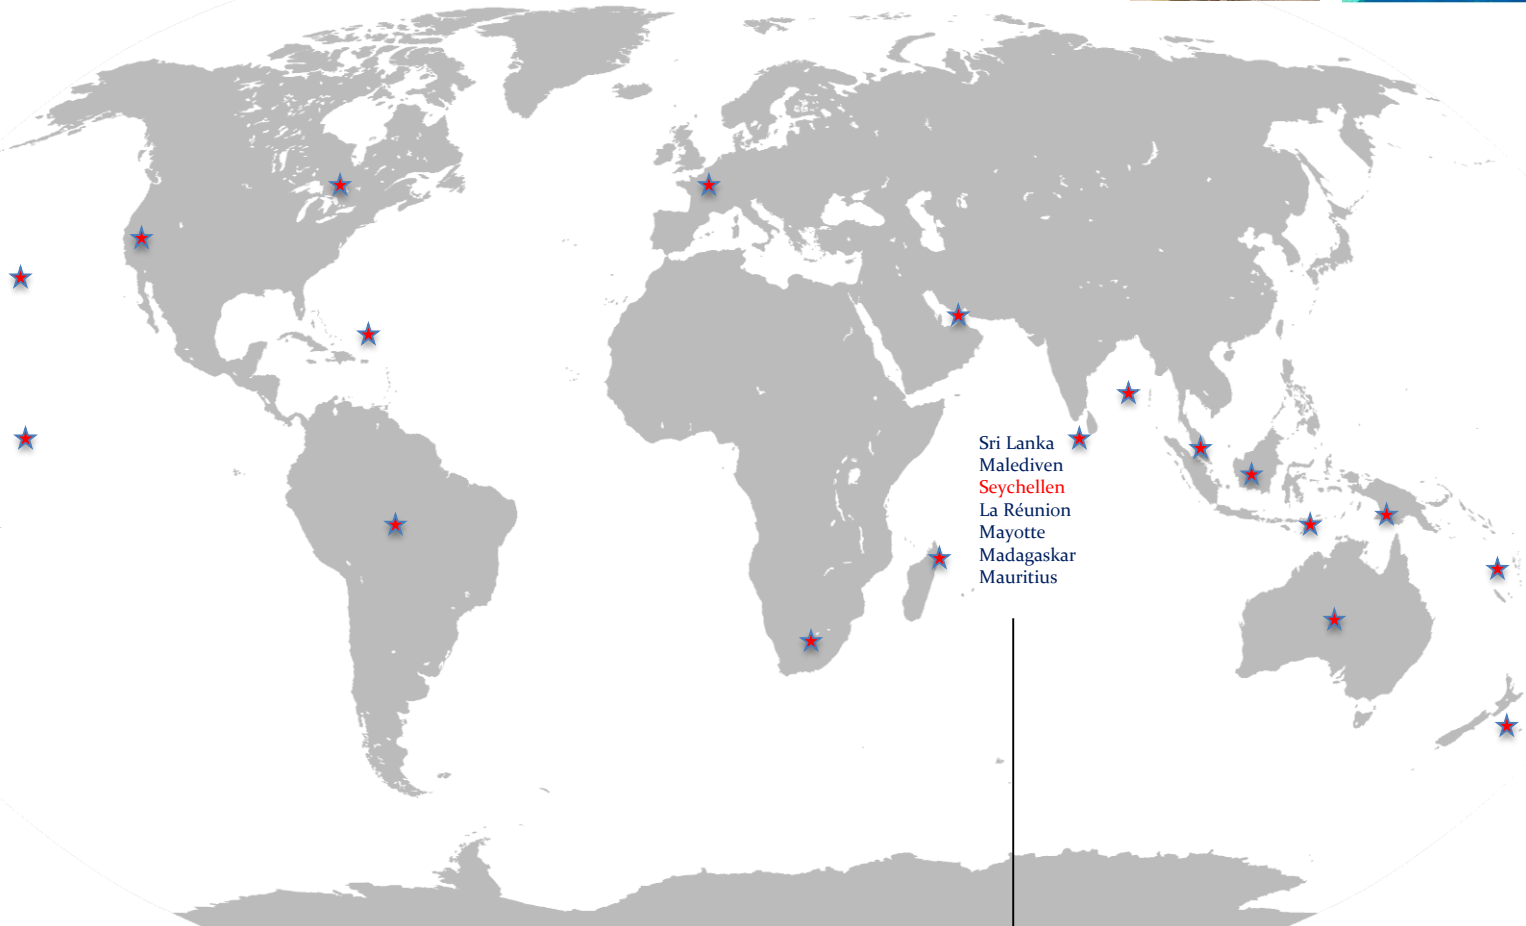 Sri Lanka
Malediven
Seychellen
La Réunion
Mayotte
Madagaskar
Mauritius